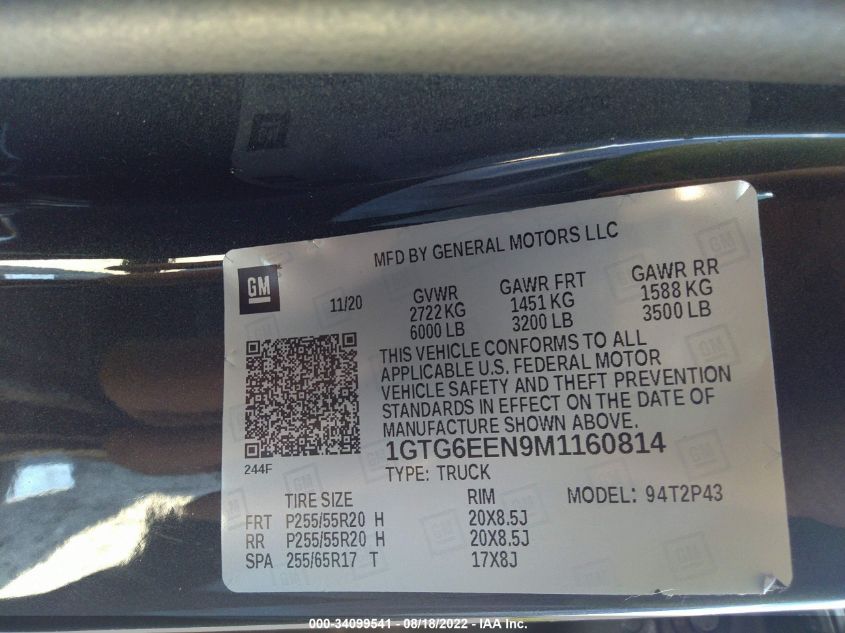 MFD BY GENERAL MOTORS LLC
GM
11/20
GVWR
2722 KG
6000 LB
GAWR FRT
1451 KG
3200 LB
GAWR RR
1588 KG
3500 LB
THIS VEHICLE CONFORMS TO ALL
APPLICABLE U.S. FEDERAL MOTOR
VEHICLE SAFETY AND THEFT PREVENTION
STANDARDS IN EFFECT ON THE DATE OF
MANUFACTURE SHOWN ABOVE.
244F
1GTG6EEN9M1160814
TYPE: TRUCK
TIRE SIZE RIM MODEL: 94T2P43
FRT P255/55R20 H 20X8.5J
RR P255/55R20 H 20X8.5J
SPA 255/65R17 T 17X8J
000-34099541 - 08/18/2022 - IAA Inc.